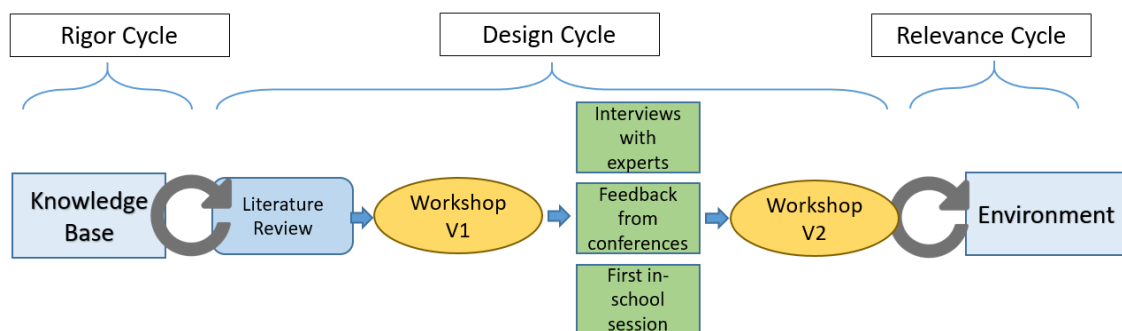 Rigor Cycle
Design Cycle
Relevance Cycle
Knowledge
Base
Literature
Review
Workshop
V1
Interviews
with
experts
Feedback
from
conferences
First in-
school
session
Workshop
V2
Environment